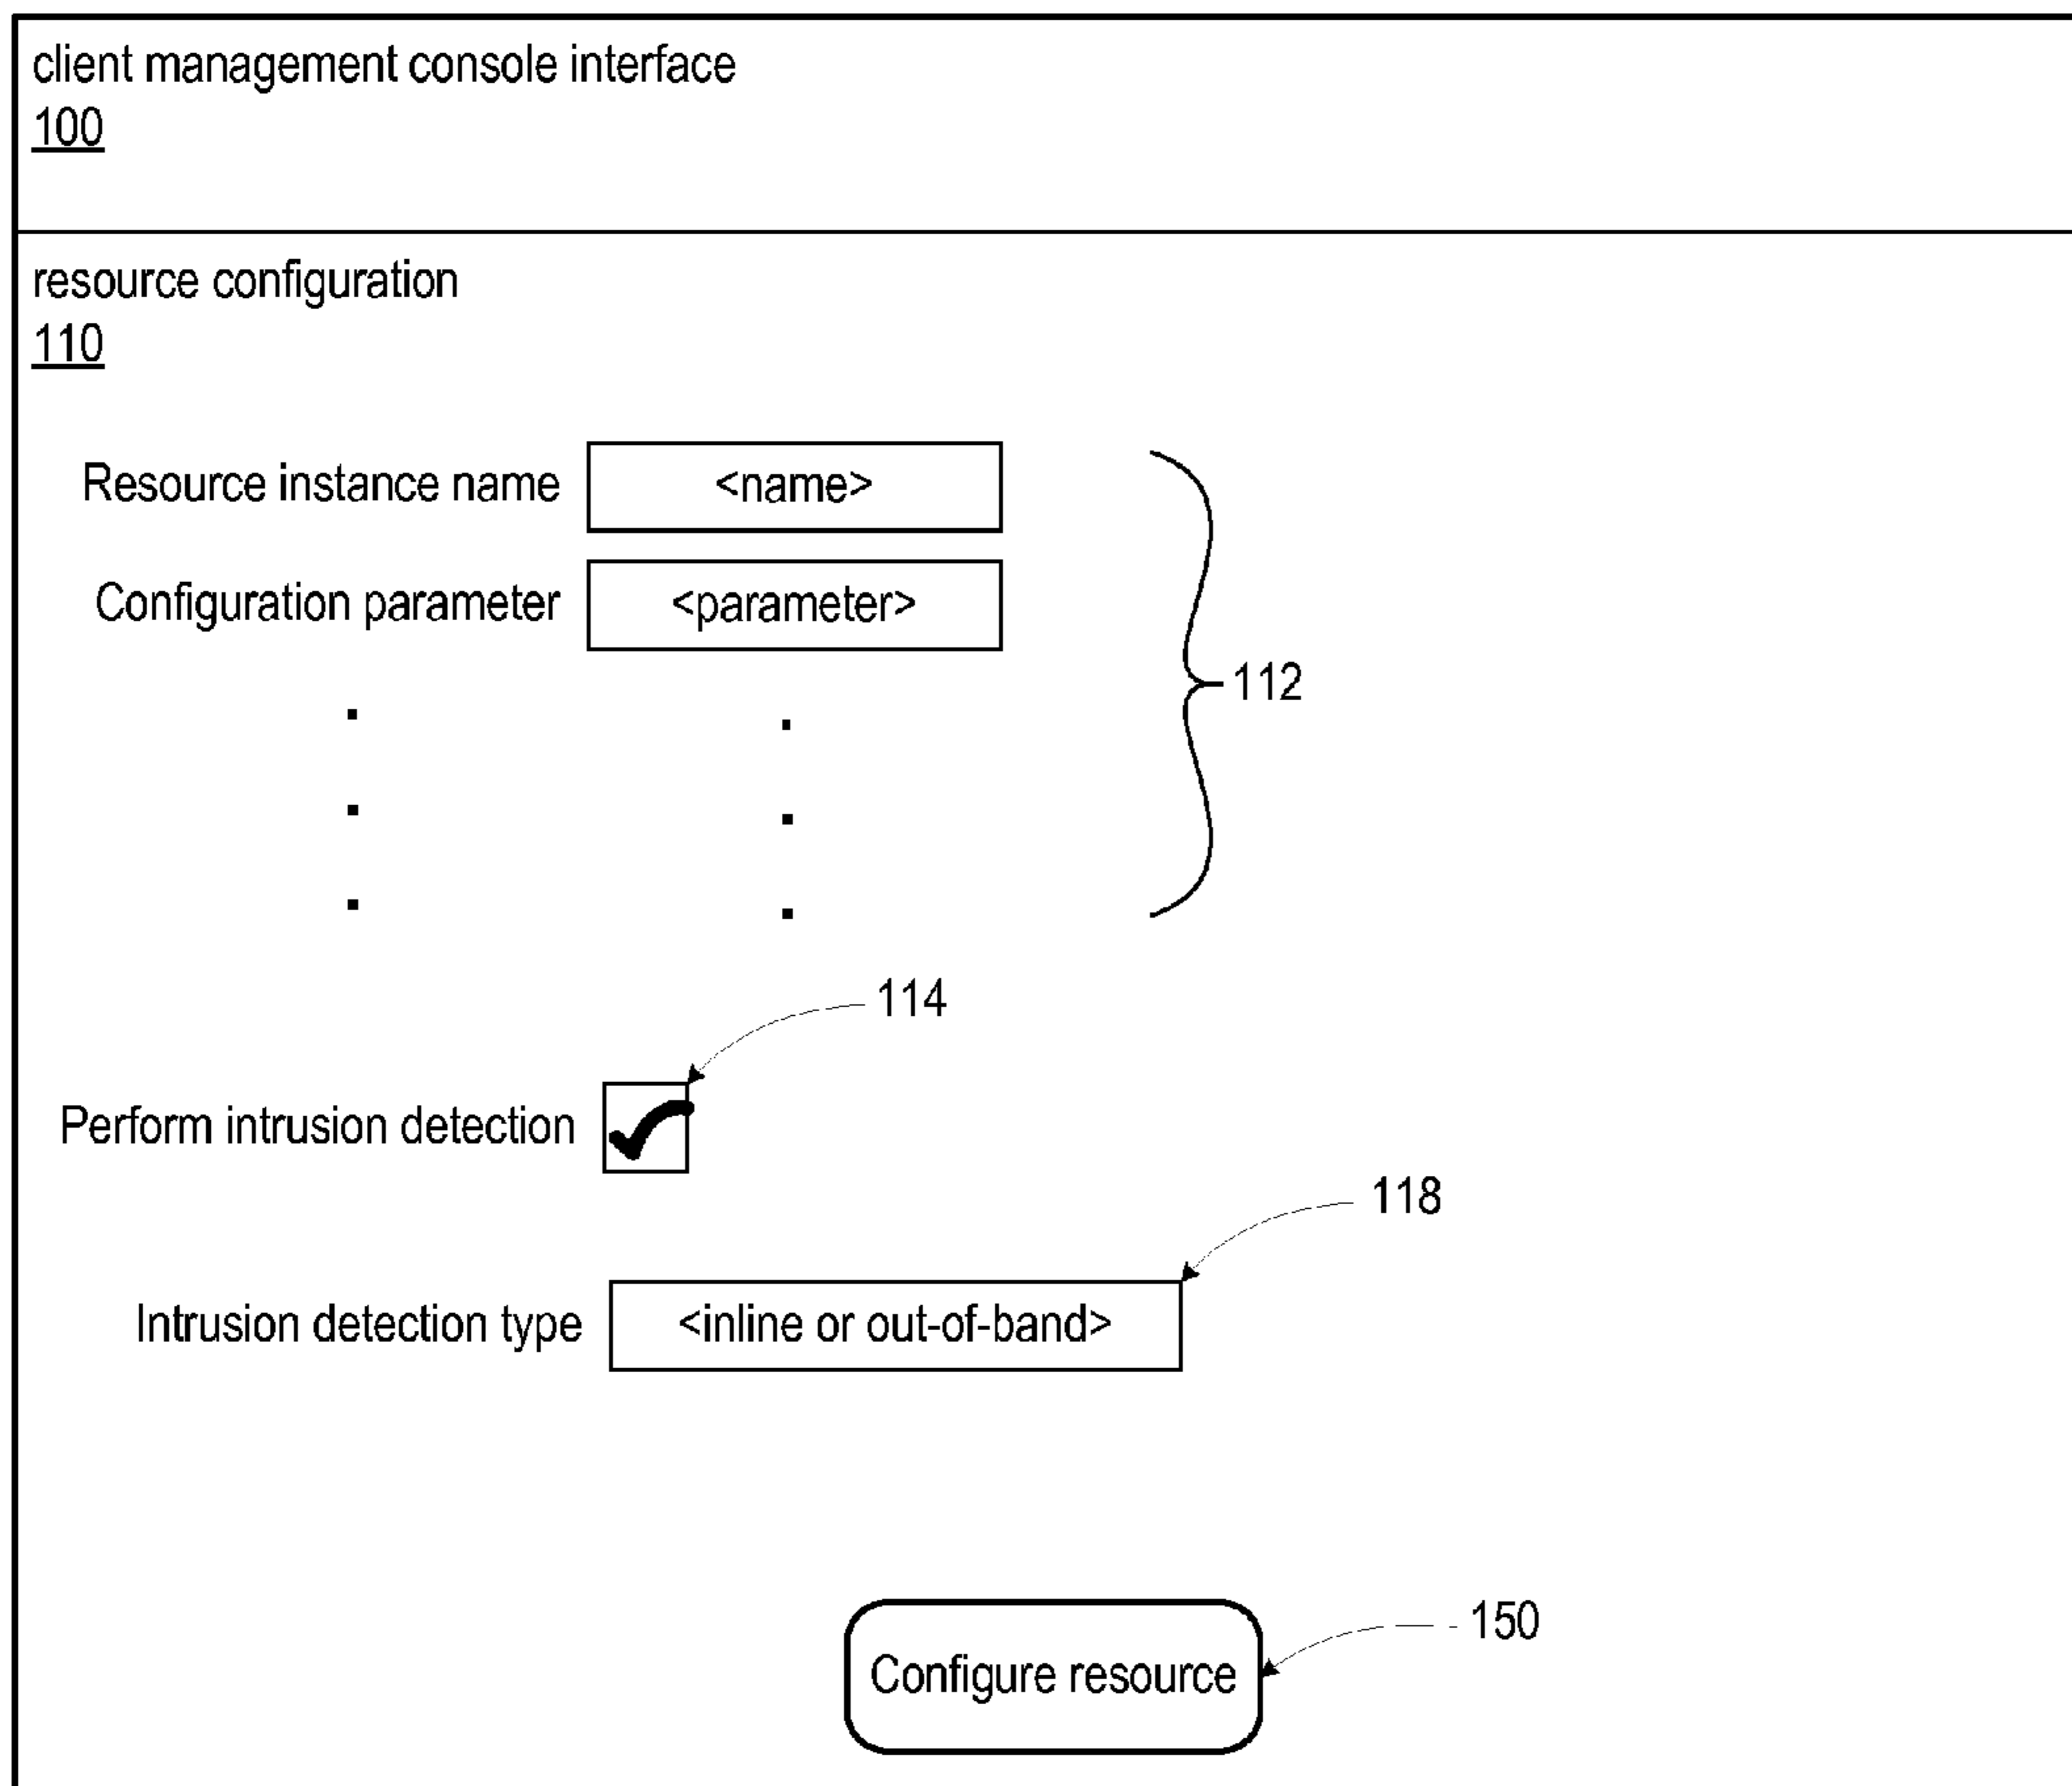 client management console interface
100
resource configuration
110
Resource instance name <name>
Configuration parameter <parameter>
112
114
Perform intrusion detection
118
Intrusion detection type <inline or out-of-band>
150
Configure resource